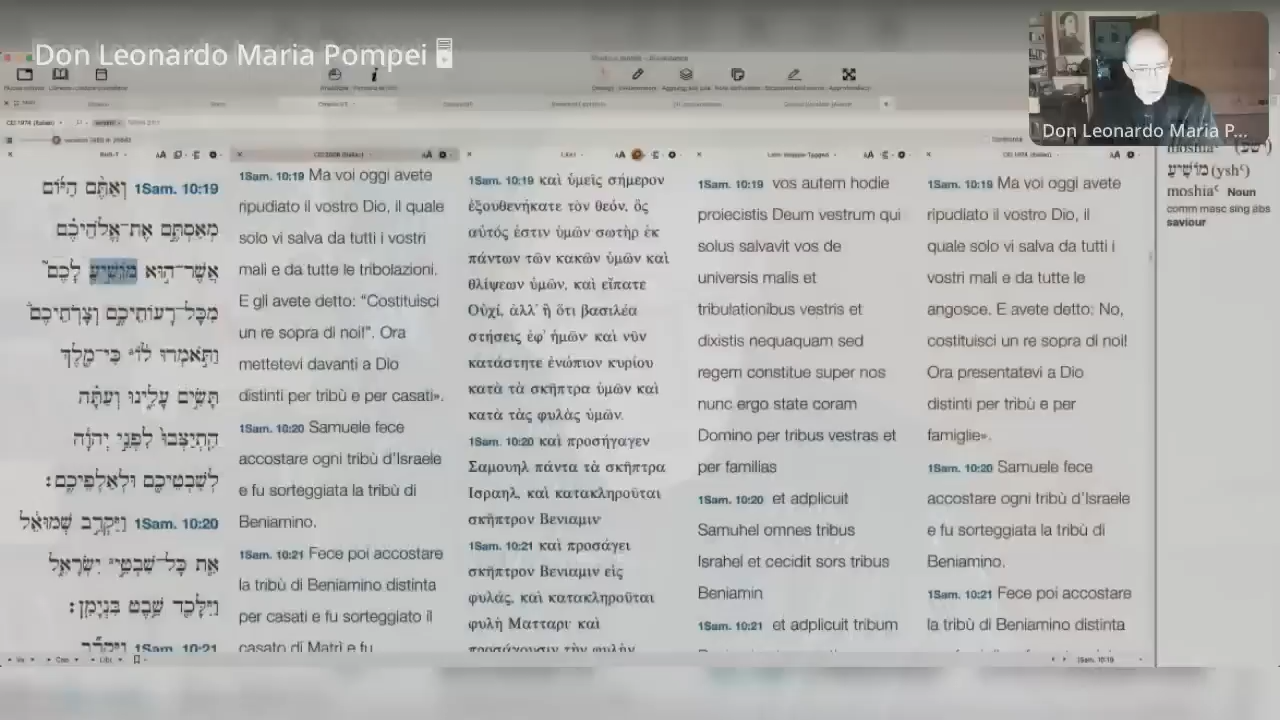 Don Leonardo Maria Pompei
Don Leonardo Maria P...
1Sam. 10:19 וְאַתֶּ֨ם הַיּ֜וֹם
מְאַסְתֶּ֣ם אֶת־אֱלֹהֵיכֶ֗ם
אֲשֶׁר־ה֣וּא מוֹשִׁ֣יעַ לָכֶם֮
מִכָּל־רָעוֹתֵיכֶ֣ם וְצָרֹֽתֵיכֶם֒
וַתֹּ֣אמְרוּ ל֔וֹ כִּי־מֶ֖לֶךְ
תָּשִׂ֣ים עָלֵ֑ינוּ וְעַתָּ֗ה
הִֽתְיַצְּבוּ֙ לִפְנֵ֣י יְהוָ֔ה
לְשִׁבְטֵיכֶ֖ם וּלְאַלְפֵיכֶֽם׃
1Sam. 10:20 וַיַּקְרֵ֣ב שְׁמוּאֵ֔ל
אֵ֖ת כָּל־שִׁבְטֵ֣י יִשְׂרָאֵ֑ל
וַיִּלָּכֵ֖ד שֵׁ֥בֶט בִּנְיָמִֽן׃
1Sam. 10:21 וַיַּקְרֵ֞ב
1Sam. 10:19 Ma voi oggi avete
ripudiato il vostro Dio, il quale
solo vi salva da tutti i vostri
mali e da tutte le tribolazioni.
E gli avete detto: “Costituisci
un re sopra di noi!”. Ora
mettetevi davanti a Dio
distinti per tribù e per casati».
1Sam. 10:20 Samuele fece
accostare ogni tribù d'Israele
e fu sorteggiata la tribù di
Beniamino.
1Sam. 10:21 Fece poi accostare
la tribù di Beniamino distinta
per casati e fu sorteggiato il
casato di Matrì e fu
1Sam. 10:19 καὶ ὑμεῖς σήμερον
ἐξουθενήκατε τὸν θεόν, ὃς
αὐτός ἐστιν ὑμῶν σωτὴρ ἐκ
πάντων τῶν κακῶν ὑμῶν καὶ
θλίψεων ὑμῶν, καὶ εἴπατε
Οὐχί, ἀλλ᾽ ἢ ὅτι βασιλέα
στήσεις ἐφ᾽ ἡμῶν· καὶ νῦν
κατάστητε ἐνώπιον κυρίου
κατὰ τὰ σκῆπτρα ὑμῶν καὶ
κατὰ τὰς φυλὰς ὑμῶν.
1Sam. 10:20 καὶ προσήγαγεν
Σαμουηλ πάντα τὰ σκῆπτρα
Ισραηλ, καὶ κατακληροῦται
σκῆπτρον Βενιαμιν·
1Sam. 10:21 καὶ προσάγει
σκῆπτρον Βενιαμιν εἰς
φυλάς, καὶ κατακληροῦται
φυλὴ Ματταρι· καὶ
προσάγουσιν τὴν φυλὴν
1Sam. 10:19 vos autem hodie
proiecistis Deum vestrum qui
solus salvavit vos de
universis malis et
tribulationibus vestris et
dixistis nequaquam sed
regem constitue super nos
nunc ergo state coram
Domino per tribus vestras et
per familias
1Sam. 10:20 et adplicuit
Samuhel omnes tribus
Israhel et cecidit sors tribus
Beniamin
1Sam. 10:21 et adplicuit tribum
1Sam. 10:19 Ma voi oggi avete
ripudiato il vostro Dio, il
quale solo vi salva da tutti i
vostri mali e da tutte le
angosce. E avete detto: No,
costituisci un re sopra di noi!
Ora presentatevi a Dio
distinti per tribù e per
famiglie».
1Sam. 10:20 Samuele fece
accostare ogni tribù d'Israele
e fu sorteggiata la tribù di
Beniamino.
1Sam. 10:21 Fece poi accostare
la tribù di Beniamino distinta
מוֹשִׁיעַ (yshᶜ)
moshiaᶜ Noun
comm masc sing abs
saviour
1Sam. 10:19